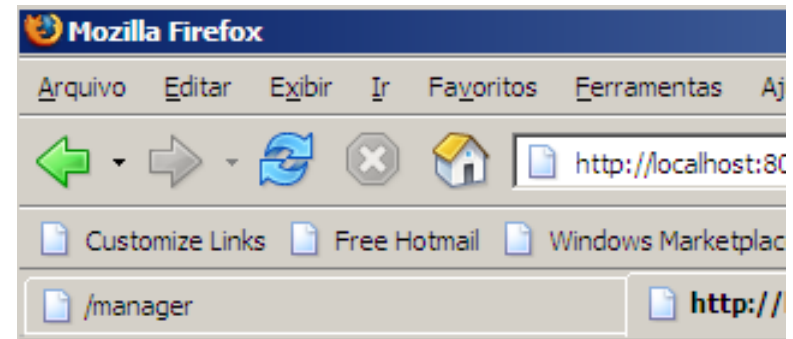 Mozilla Firefox
Arquivo Editar Exibir Ir Favoritos Ferramentas Aj
http://localhost:80
Customize Links Free Hotmail Windows Marketplac
/manager http://